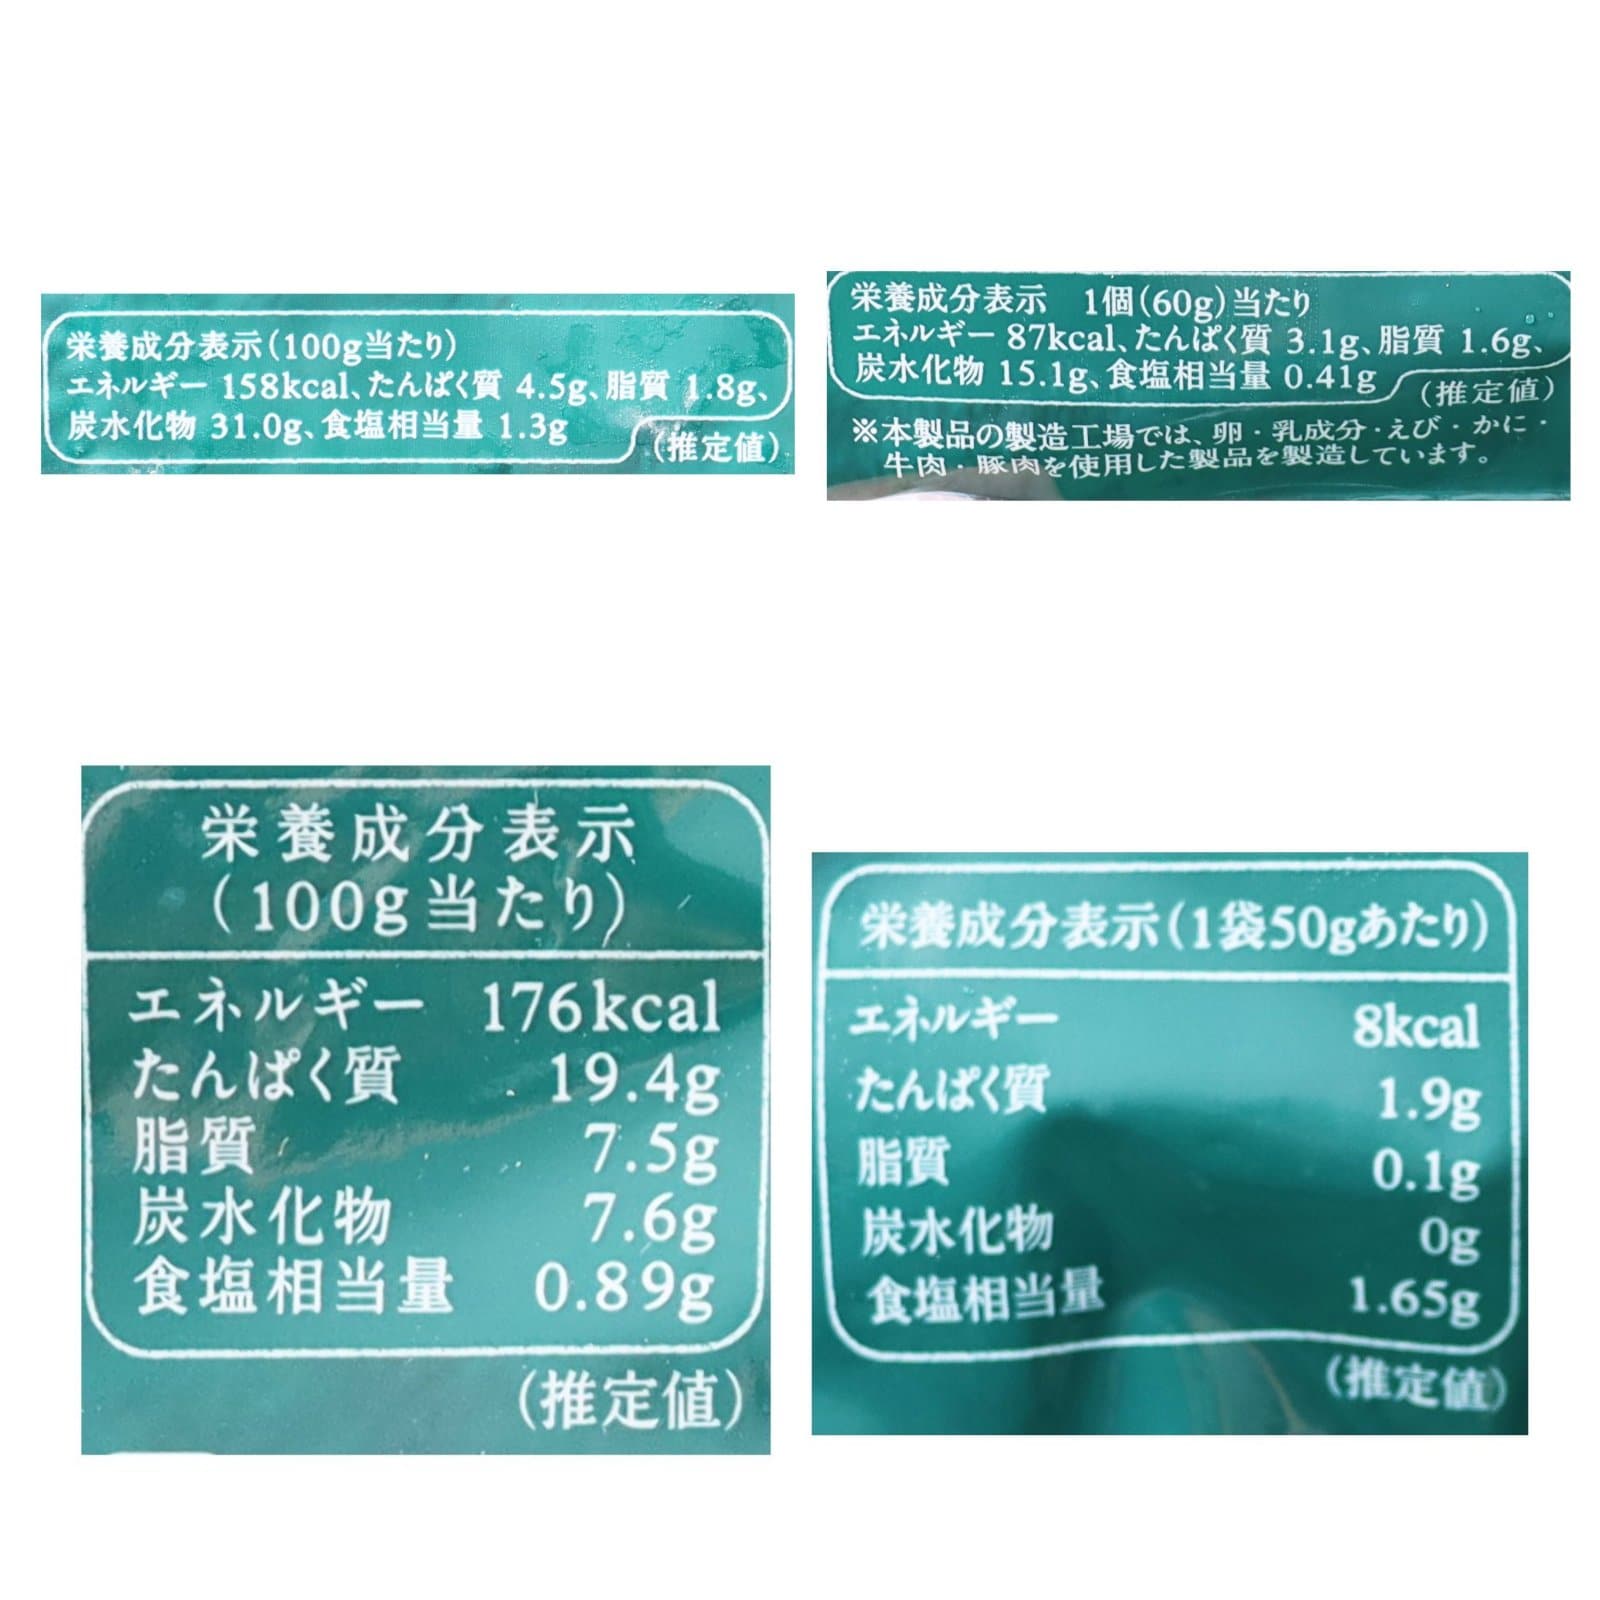 栄養成分表示(100g当たり)
エネルギー 158kcal、たんぱく質 4.5g、脂質 1.8g、
炭水化物 31.0g、食塩相当量 1.3g
(推定値)
栄養成分表示 1個(60g)当たり
エネルギー 87kcal、たんぱく質 3.1g、脂質 1.6g、
炭水化物 15.1g、食塩相当量 0.41g
(推定値)
※本製品の製造工場では、卵・乳成分・えび・かに・
牛肉・豚肉を使用した製品を製造しています。
栄養成分表示
(100g当たり)
エネルギー 176kcal
たんぱく質 19.4g
脂質 7.5g
炭水化物 7.6g
食塩相当量 0.89g
(推定値)
栄養成分表示(1袋50gあたり)
エネルギー 8kcal
たんぱく質 1.9g
脂質 0.1g
炭水化物 0g
食塩相当量 1.65g
(推定値)